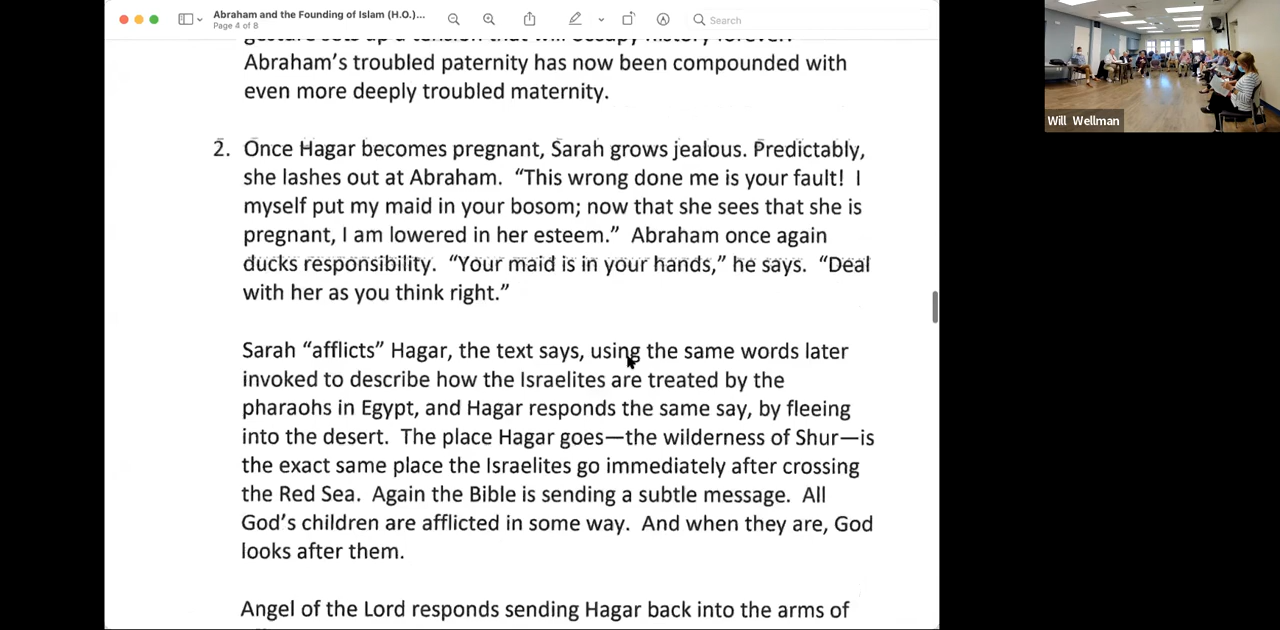 Abraham and the Founding of Islam (H.O.)...
Page 4 of 8
Search
gesture sets up a tension that will occupy history forever.
Abraham's troubled paternity has now been compounded with
even more deeply troubled maternity.
2. Once Hagar becomes pregnant, Sarah grows jealous. Predictably,
she lashes out at Abraham. “This wrong done me is your fault! I
myself put my maid in your bosom; now that she sees that she is
pregnant, I am lowered in her esteem.” Abraham once again
ducks responsibility. “Your maid is in your hands,” he says. “Deal
with her as you think right.”
Sarah “afflicts” Hagar, the text says, using the same words later
invoked to describe how the Israelites are treated by the
pharaohs in Egypt, and Hagar responds the same say, by fleeing
into the desert. The place Hagar goes—the wilderness of Shur—is
the exact same place the Israelites go immediately after crossing
the Red Sea. Again the Bible is sending a subtle message. All
God's children are afflicted in some way. And when they are, God
looks after them.
Angel of the Lord responds sending Hagar back into the arms of
Will Wellman